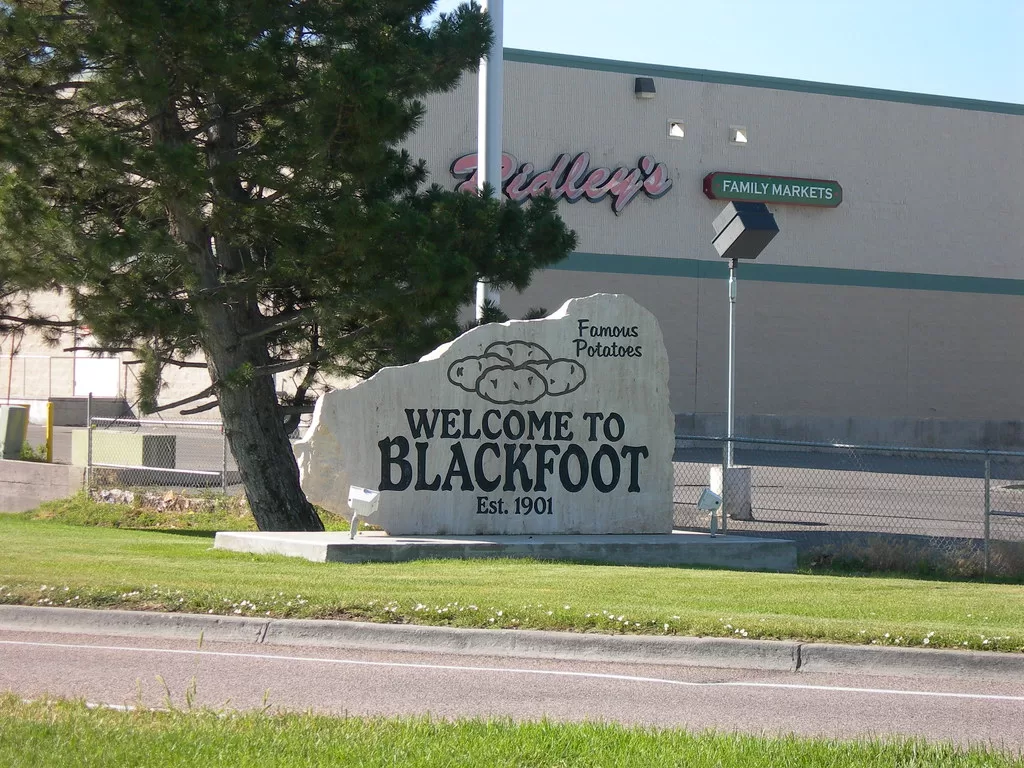 Ridley's
FAMILY MARKETS
Famous
Potatoes
WELCOME TO
BLACKFOOT
Est. 1901